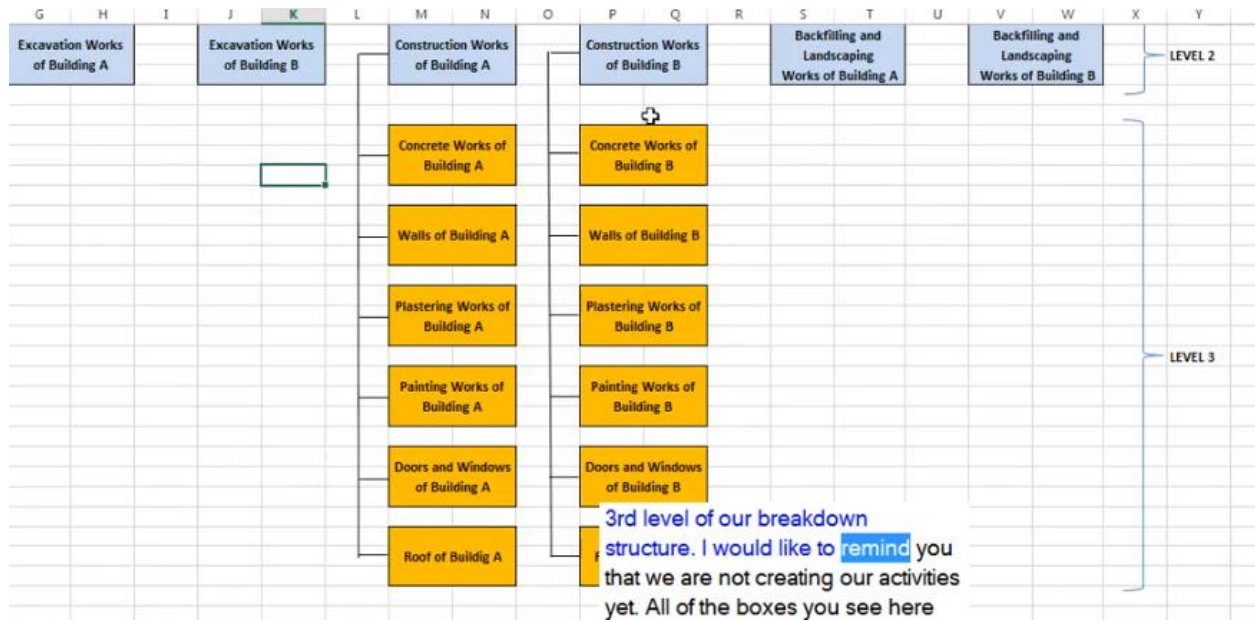 G H I J K L M N O P Q R S T U V W X Y
Excavation Works
of Building A
Excavation Works
of Building B
Construction Works
of Building A
Construction Works
of Building B
Backfilling and
Landscaping
Works of Building A
Backfilling and
Landscaping
Works of Building B
LEVEL 2
Concrete Works of
Building A
Concrete Works of
Building B
Walls of Building A
Walls of Building B
Plastering Works of
Building A
Plastering Works of
Building B
LEVEL 3
Painting Works of
Building A
Painting Works of
Building B
Doors and Windows
of Building A
Doors and Windows
of Building B
Roof of Buildig A
3rd level of our breakdown
structure. I would like to remind you
that we are not creating our activities
yet. All of the boxes you see here